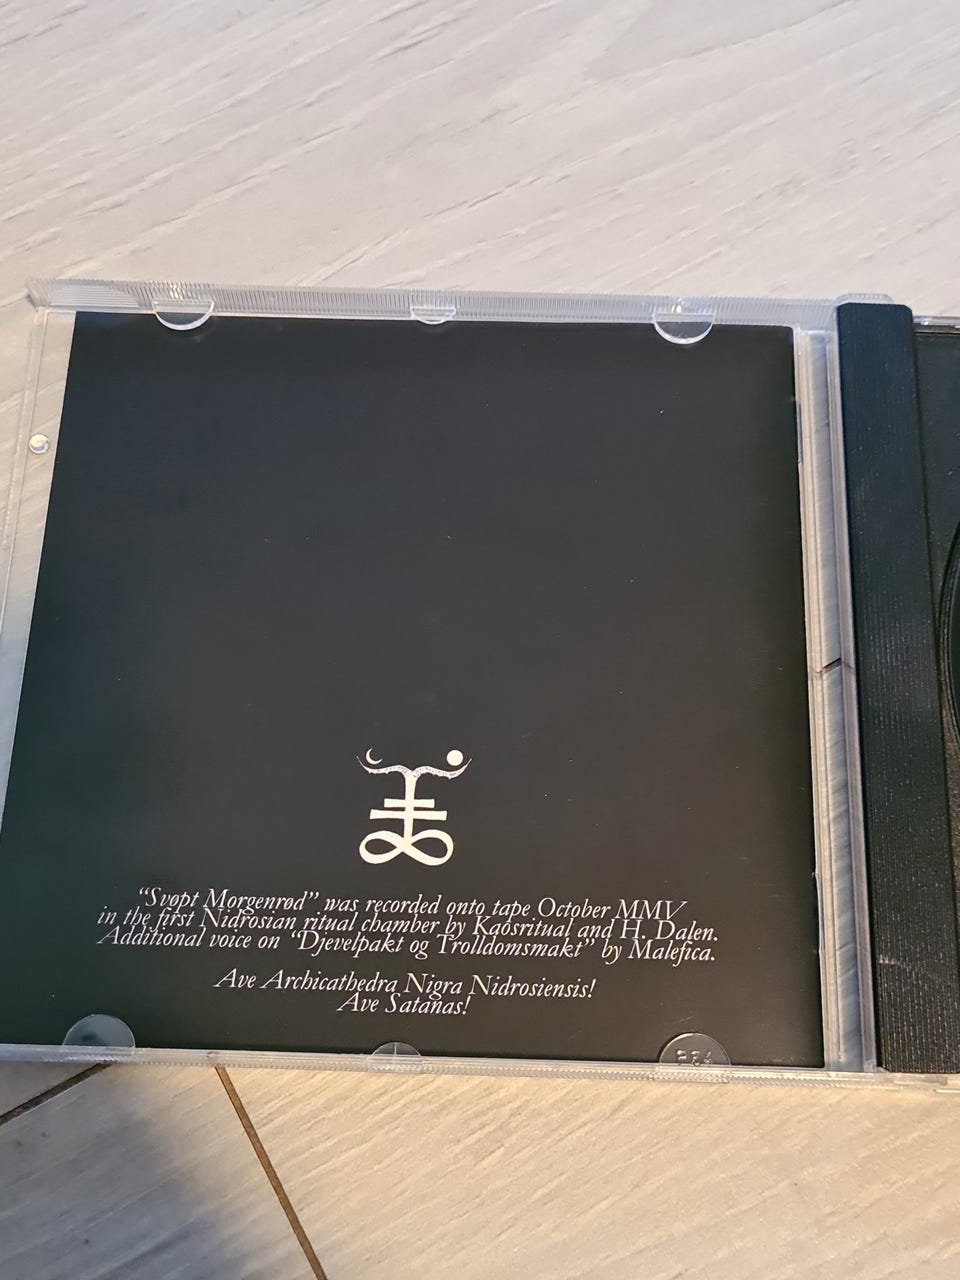 “Svøpt Morgenrød” was recorded onto tape October MMV
in the first Nidrosian ritual chamber by Kaosritual and H. Dalen.
Additional voice on “Djevelpakt og Trolldomsmakt” by Malefica.
Ave Archicathedra Nigra Nidrosiensis!
Ave Satanas!